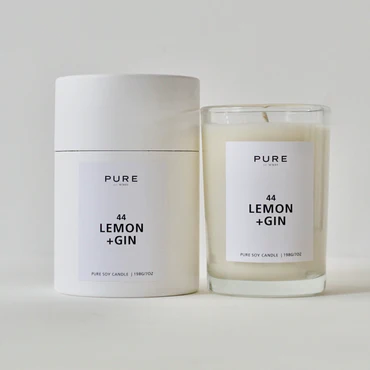 PURE
44
LEMON
+GIN
PURE SOY CANDLE | 198G/7OZ
PURE
44
LEMON
+GIN
PURE SOY CANDLE | 198G/7OZ